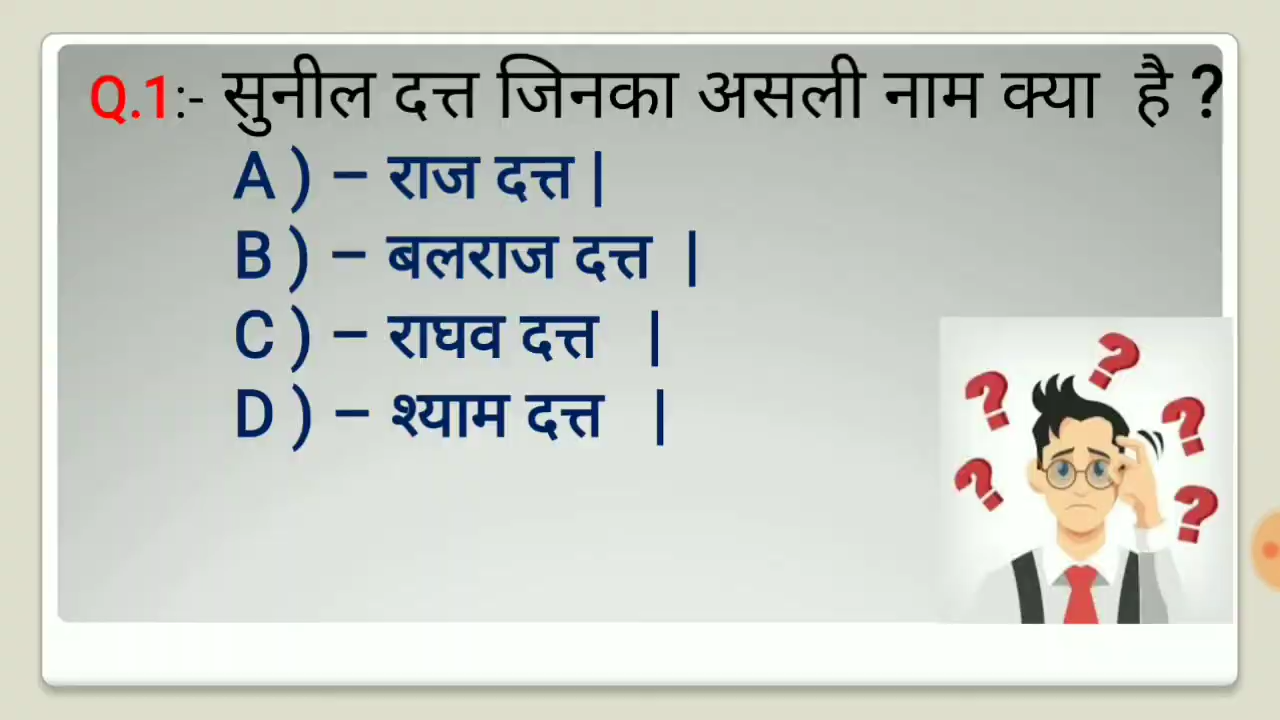 Q.1:- सुनील दत्त जिनका असली नाम क्या है ?
A ) – राज दत्त |
B ) – बलराज दत्त |
C ) – राघव दत्त |
D ) – श्याम दत्त |